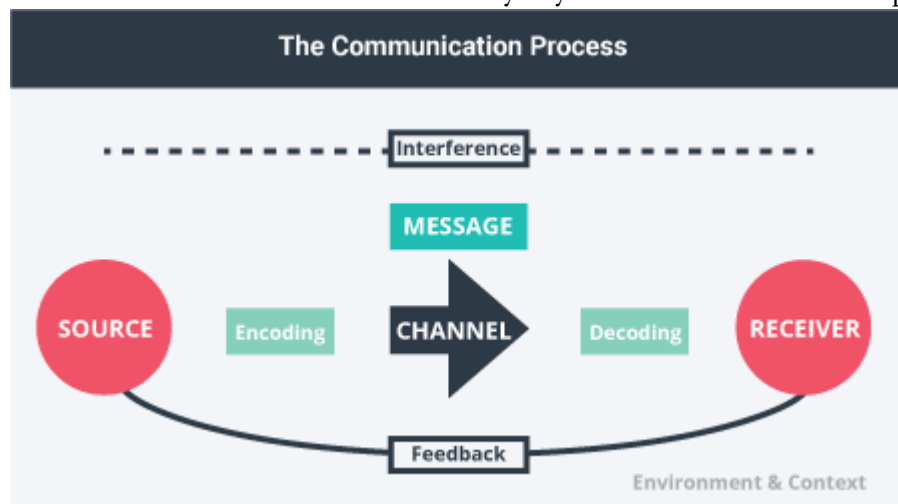 The Communication Process
Interference
MESSAGE
SOURCE
Encoding
CHANNEL
Decoding
RECEIVER
Feedback
Environment & Context